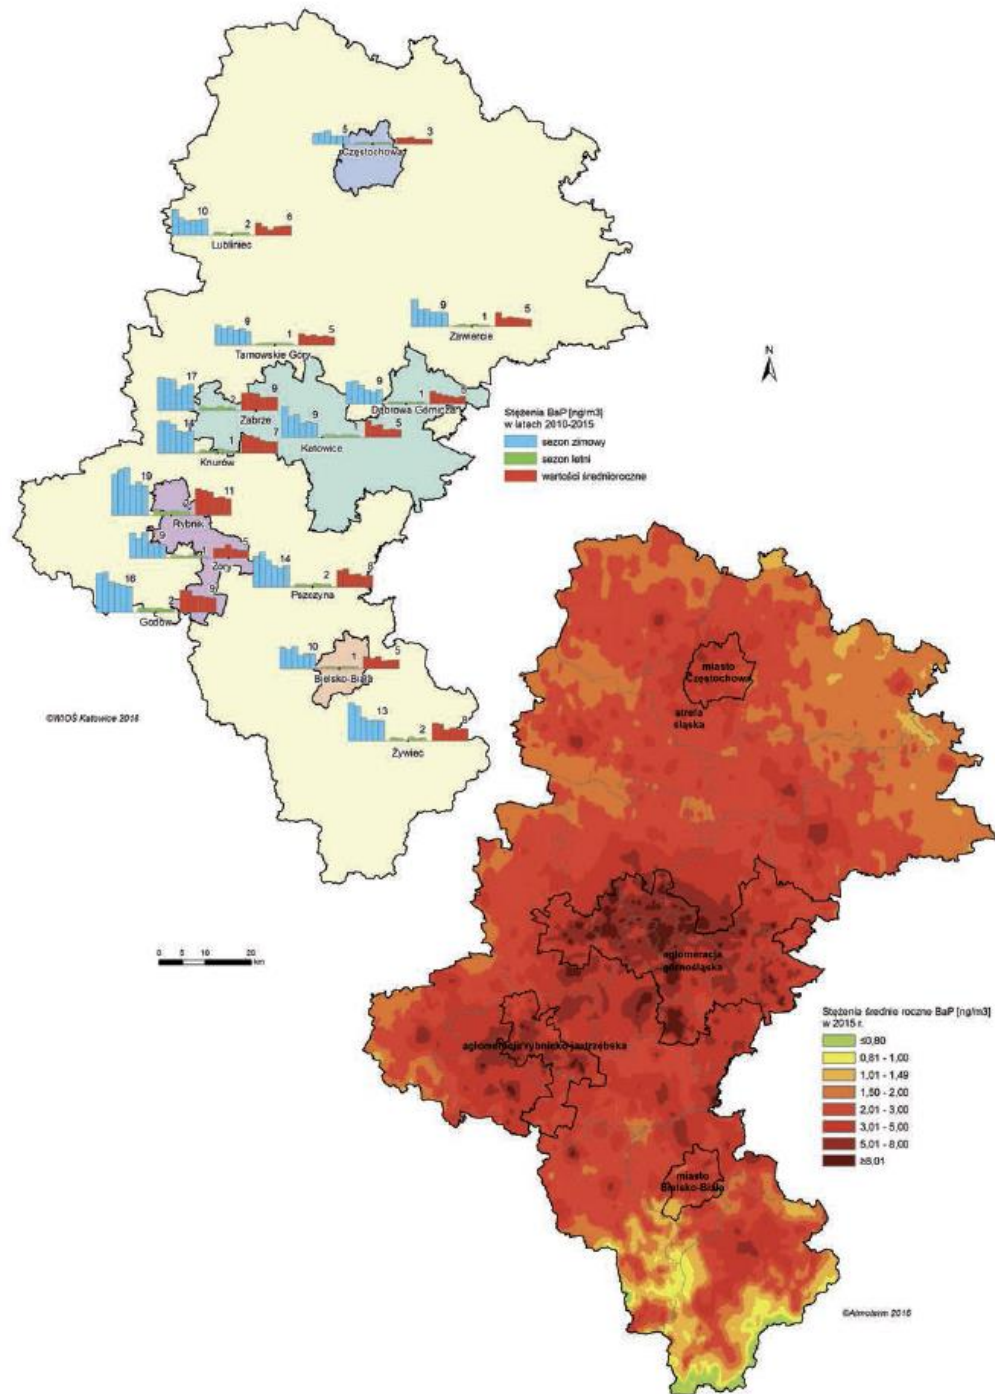 5
3
Częstochowa
10
2
6
Lubliniec
9
1
5
Zawiercie
9
1
5
Tarnowskie Góry
N
17
2
9
Zabrze
9
1
Dąbrowa Górnicza
9
1
5
Katowice
14
1
7
Knurów
Stężenia BaP [ng/m3]
w latach 2010-2015
sezon zimowy
sezon letni
wartości średnioroczne
19
11
Rybnik
9
1
5
Żory
14
2
8
Pszczyna
16
2
9
Godów
10
1
5
Bielsko-Biała
©WIOŚ Katowice 2016
13
2
8
Żywiec
miasto
Częstochowa
strefa
śląska
0 5 10 20
km
aglomeracja
górnośląska
aglomeracja rybnicko-jastrzębska
Stężenia średnie roczne BaP [ng/m3]
w 2015 r.
≤0,80
0,81 - 1,00
1,01 - 1,49
1,50 - 2,00
2,01 - 3,00
3,01 - 5,00
5,01 - 8,00
≥8,01
miasto
Bielsko-Biała
©Atmoterm 2016